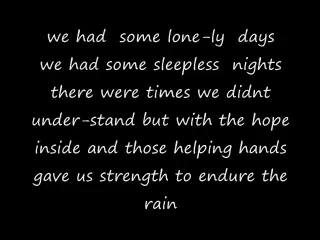 we had  some lone-ly  days
we had some sleepless  nights
there were times we didnt
under-stand but with the hope
inside and those helping hands
gave us strength to endure the
rain